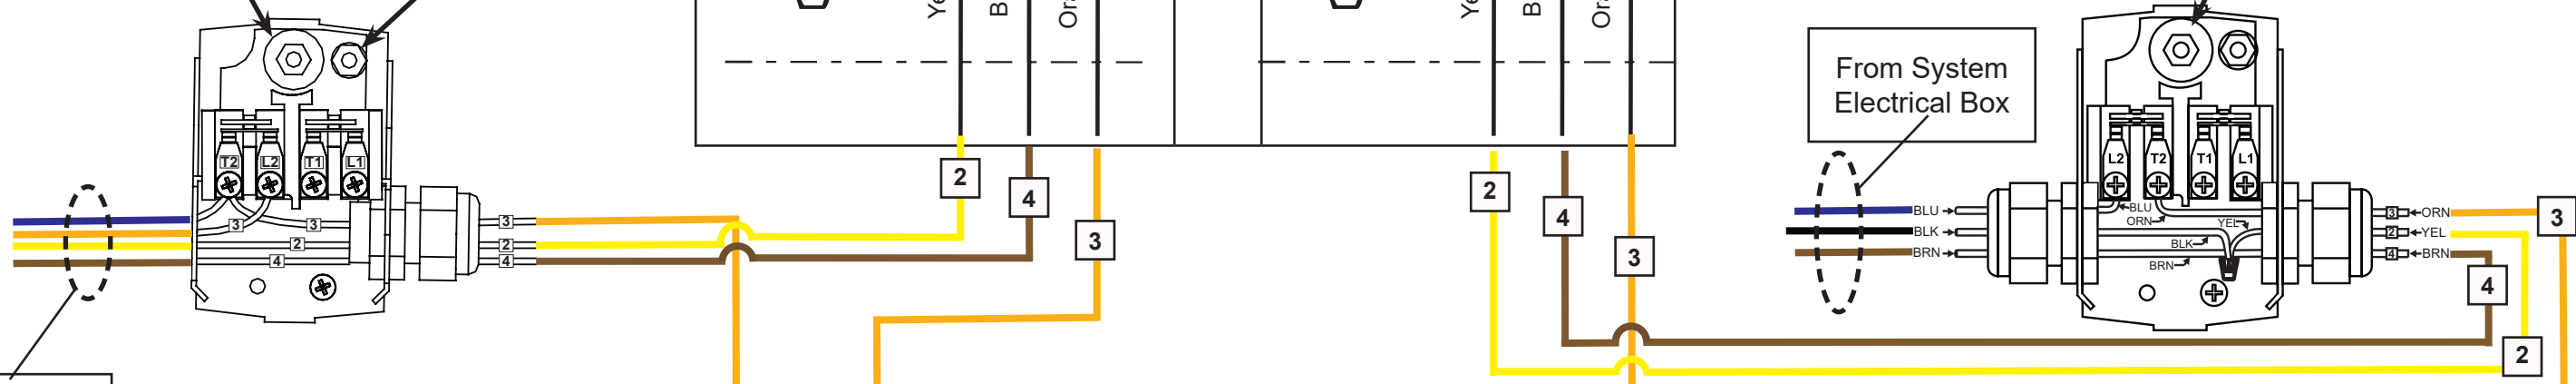 From System
Electrical Box
T2 L2 T1 L1
L2 T2 T1 L1
2
4
3
2
4
3
3
3
2
4
3
2
4
BLU
BLK
BRN
BLU
ORN
YEL
BLK
BRN
3 ORN
2 YEL
4 BRN
3
4
2